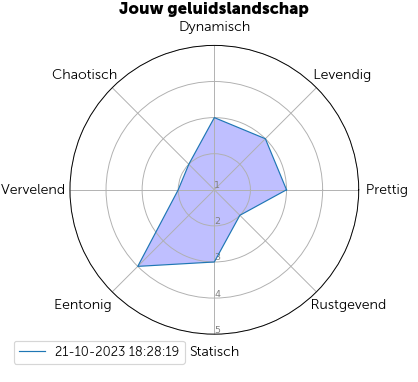 Jouw geluidslandschap
Dynamisch
Chaotisch
Levendig
Vervelend
1
Prettig
2
3
4
Eentonig
Rustgevend
5
21-10-2023 18:28:19
Statisch